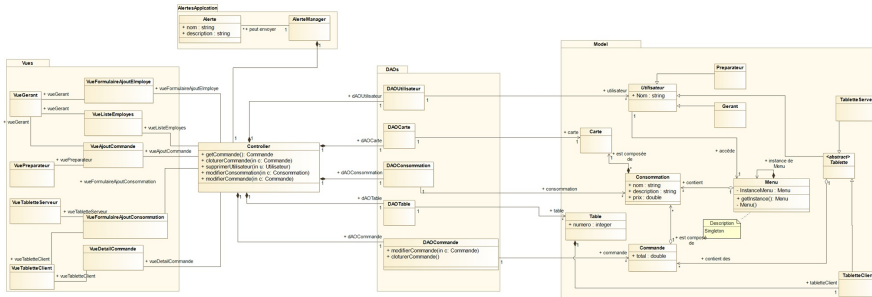 AlertesApplication
Alerte
+ nom : string
+ description : string
+ peut envoyer
AlerteManager
Vues
VueFormulaireAjoutEmploye
+ vueFormulaireAjoutEmploye
VueGerant
+ vueGerant
+ vueGerant
+ vueGerant
VueListeEmployes
+ vueListeEmployes
VueAjoutCommande
+ vueAjoutCommande
VuePreparateur
+ vuePreparateur
+ vueFormulaireAjoutConsommation
VueTabletteServeur
+ vueTabletteServeur
VueFormulaireAjoutConsommation
VueDetailCommande
+ vueDetailCommande
VueTabletteClient
+ vueTabletteClient
+ vueTabletteClient
Controller
+ getCommande(): Commande
+ cloturerCommande(in c: Commande)
+ supprimerUtilisateur(in u: Utilisateur)
+ modifierConsommation(in c: Consommation)
+ modifierCommande(in c: Commande)
+ dAOUtilisateur
+ dAOCarte
+ dAOConsommation
+ dAOTable
+ dAOCommande
DAOs
DAOUtilisateur
DAOCarte
DAOConsommation
DAOTable
DAOCommande
+ modifierCommande(in c: Commande)
+ cloturerCommande()
Model
Preparateur
+ utilisateur
Utilisateur
+ Nom : string
Gerant
TabletteServeur
+ carte
Carte
+ est composée de
+ accède
+ instance de Menu
<abstract> Tablette
Consommation
+ nom : string
+ description : string
+ prix : double
+ consommation
+ contient
Menu
- InstanceMenu : Menu
+ getInstance(): Menu
- Menu()
Description
Singleton
+ table
Table
+ numero : integer
+ est composé de
Commande
+ total : double
+ commande
+ contient des
+ tabletteClient
TabletteClient